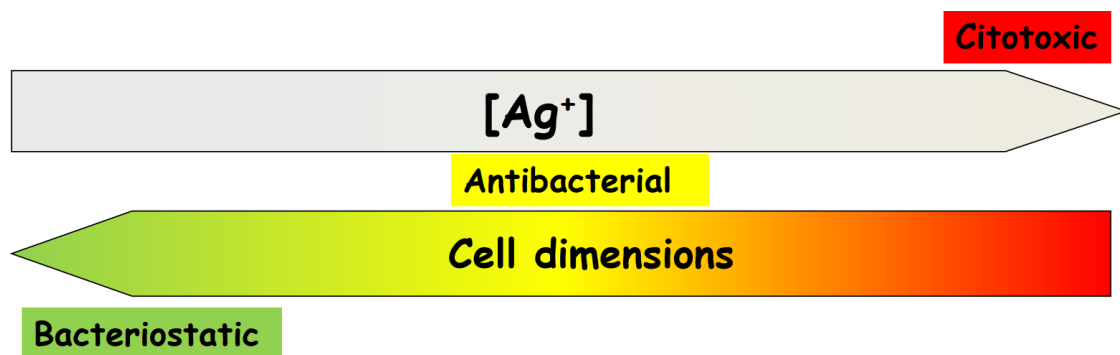 Citotoxic
[Ag⁺]
Antibacterial
Cell dimensions
Bacteriostatic